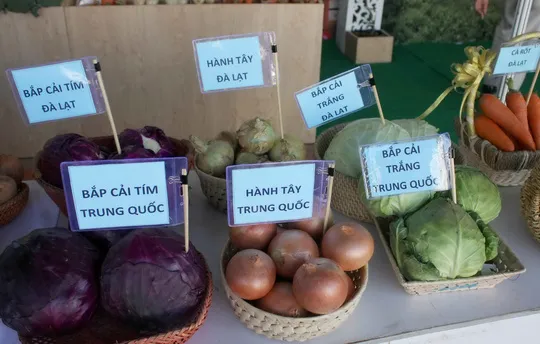 BẮP CẢI TÍM
ĐÀ LẠT
HÀNH TÂY
ĐÀ LẠT
BẮP CẢI
TRẮNG
ĐÀ LẠT
CÀ RỐT
ĐÀ LẠT
BẮP CẢI TÍM
TRUNG QUỐC
HÀNH TÂY
TRUNG QUỐC
BẮP CẢI
TRẮNG
TRUNG QUỐC